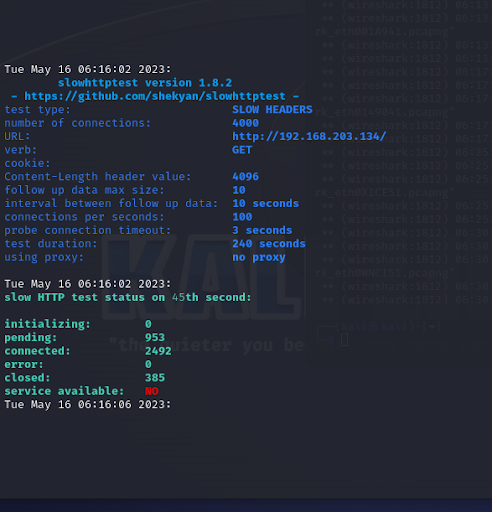 Tue May 16 06:16:02 2023:
slowhttptest version 1.8.2
- https://github.com/shekyan/slowhttptest -
test type: SLOW HEADERS
number of connections: 4000
URL: http://192.168.203.134/
verb: GET
cookie:
Content-Length header value: 4096
follow up data max size: 10
interval between follow up data: 10 seconds
connections per seconds: 100
probe connection timeout: 3 seconds
test duration: 240 seconds
using proxy: no proxy
Tue May 16 06:16:02 2023:
slow HTTP test status on 45th second:
initializing: 0
pending: 953
connected: 2492
error: 0
closed: 385
service available: NO
Tue May 16 06:16:06 2023:
KAL
"the quieter you be